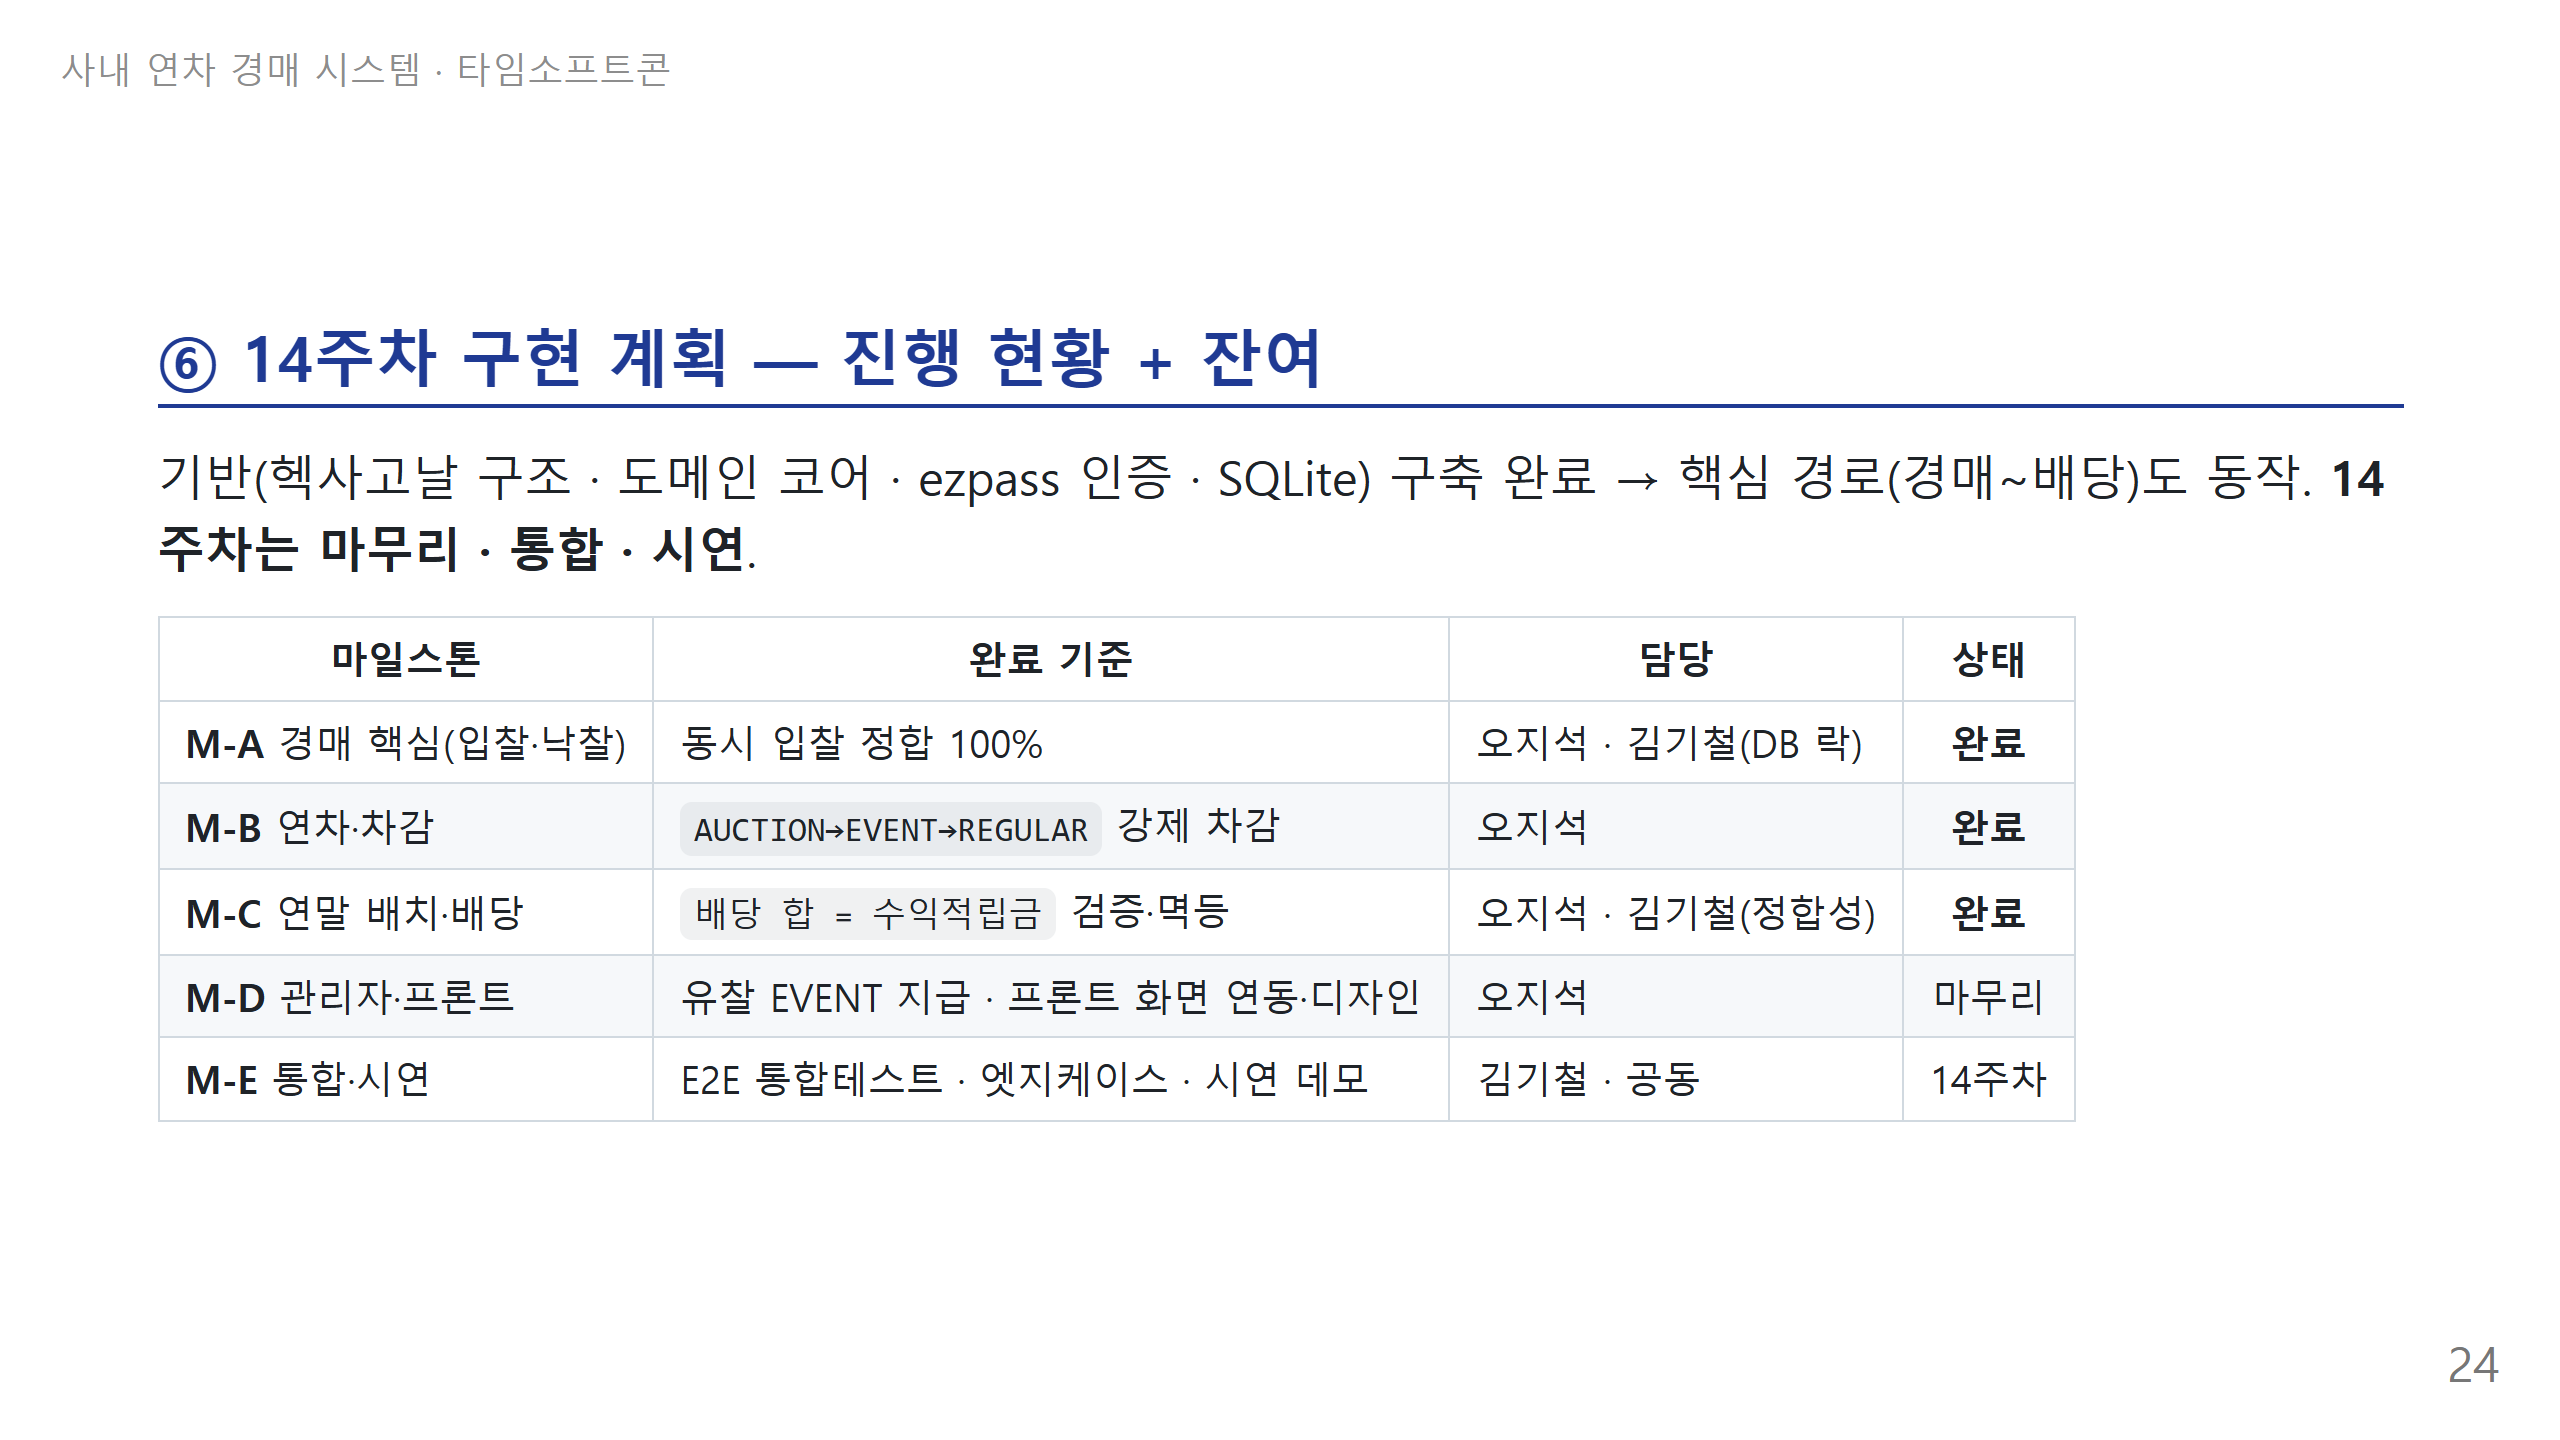 사내 연차 경매 시스템 · 타임소프트콘
⑥ 14주차 구현 계획 — 진행 현황 + 잔여
기반(헥사고날 구조 · 도메인 코어 · ezpass 인증 · SQLite) 구축 완료 → 핵심 경로(경매~배당)도 동작. 14
주차는 마무리 · 통합 · 시연.
마일스톤 완료 기준 담당 상태
M-A 경매 핵심(입찰·낙찰) 동시 입찰 정합 100% 오지석 · 김기철(DB 락) 완료
M-B 연차·차감 AUCTION→EVENT→REGULAR 강제 차감 오지석 완료
M-C 연말 배치·배당 배당 합 = 수익적립금 검증·멱등 오지석 · 김기철(정합성) 완료
M-D 관리자·프론트 유찰 EVENT 지급 · 프론트 화면 연동·디자인 오지석 마무리
M-E 통합·시연 E2E 통합테스트 · 엣지케이스 · 시연 데모 김기철 · 공동 14주차
24